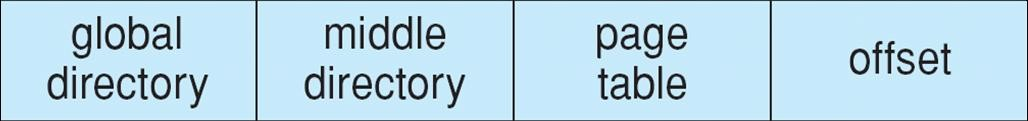 global
directory
middle
directory
page
table
offset